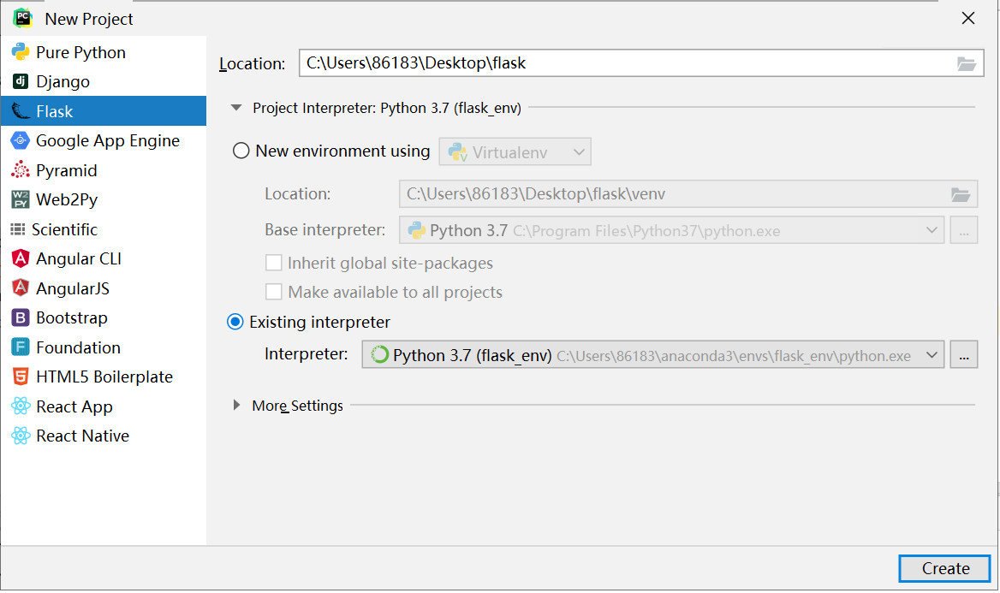 New Project
Pure Python
Django
Flask
Google App Engine
Pyramid
Web2Py
Scientific
Angular CLI
AngularJS
Bootstrap
Foundation
HTML5 Boilerplate
React App
React Native
Location: C:\Users\86183\Desktop\flask
Project Interpreter: Python 3.7 (flask_env)
New environment using Virtualenv
Location: C:\Users\86183\Desktop\flask\venv
Base interpreter: Python 3.7 C:\Program Files\Python37\python.exe ...
Inherit global site-packages
Make available to all projects
Existing interpreter
Interpreter: Python 3.7 (flask_env) C:\Users\86183\anaconda3\envs\flask_env\python.exe ...
More Settings
Create